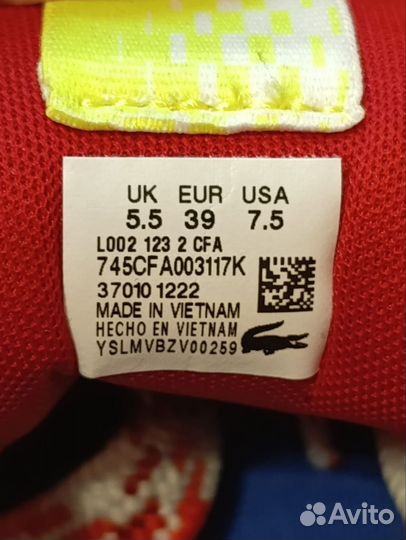 UK EUR USA
5.5 39 7.5
L002 123 2 CFA
745CFA003117K
37010 1222
MADE IN VIETNAM
HECHO EN VIETNAM
YSLMVBZV00259
Avito